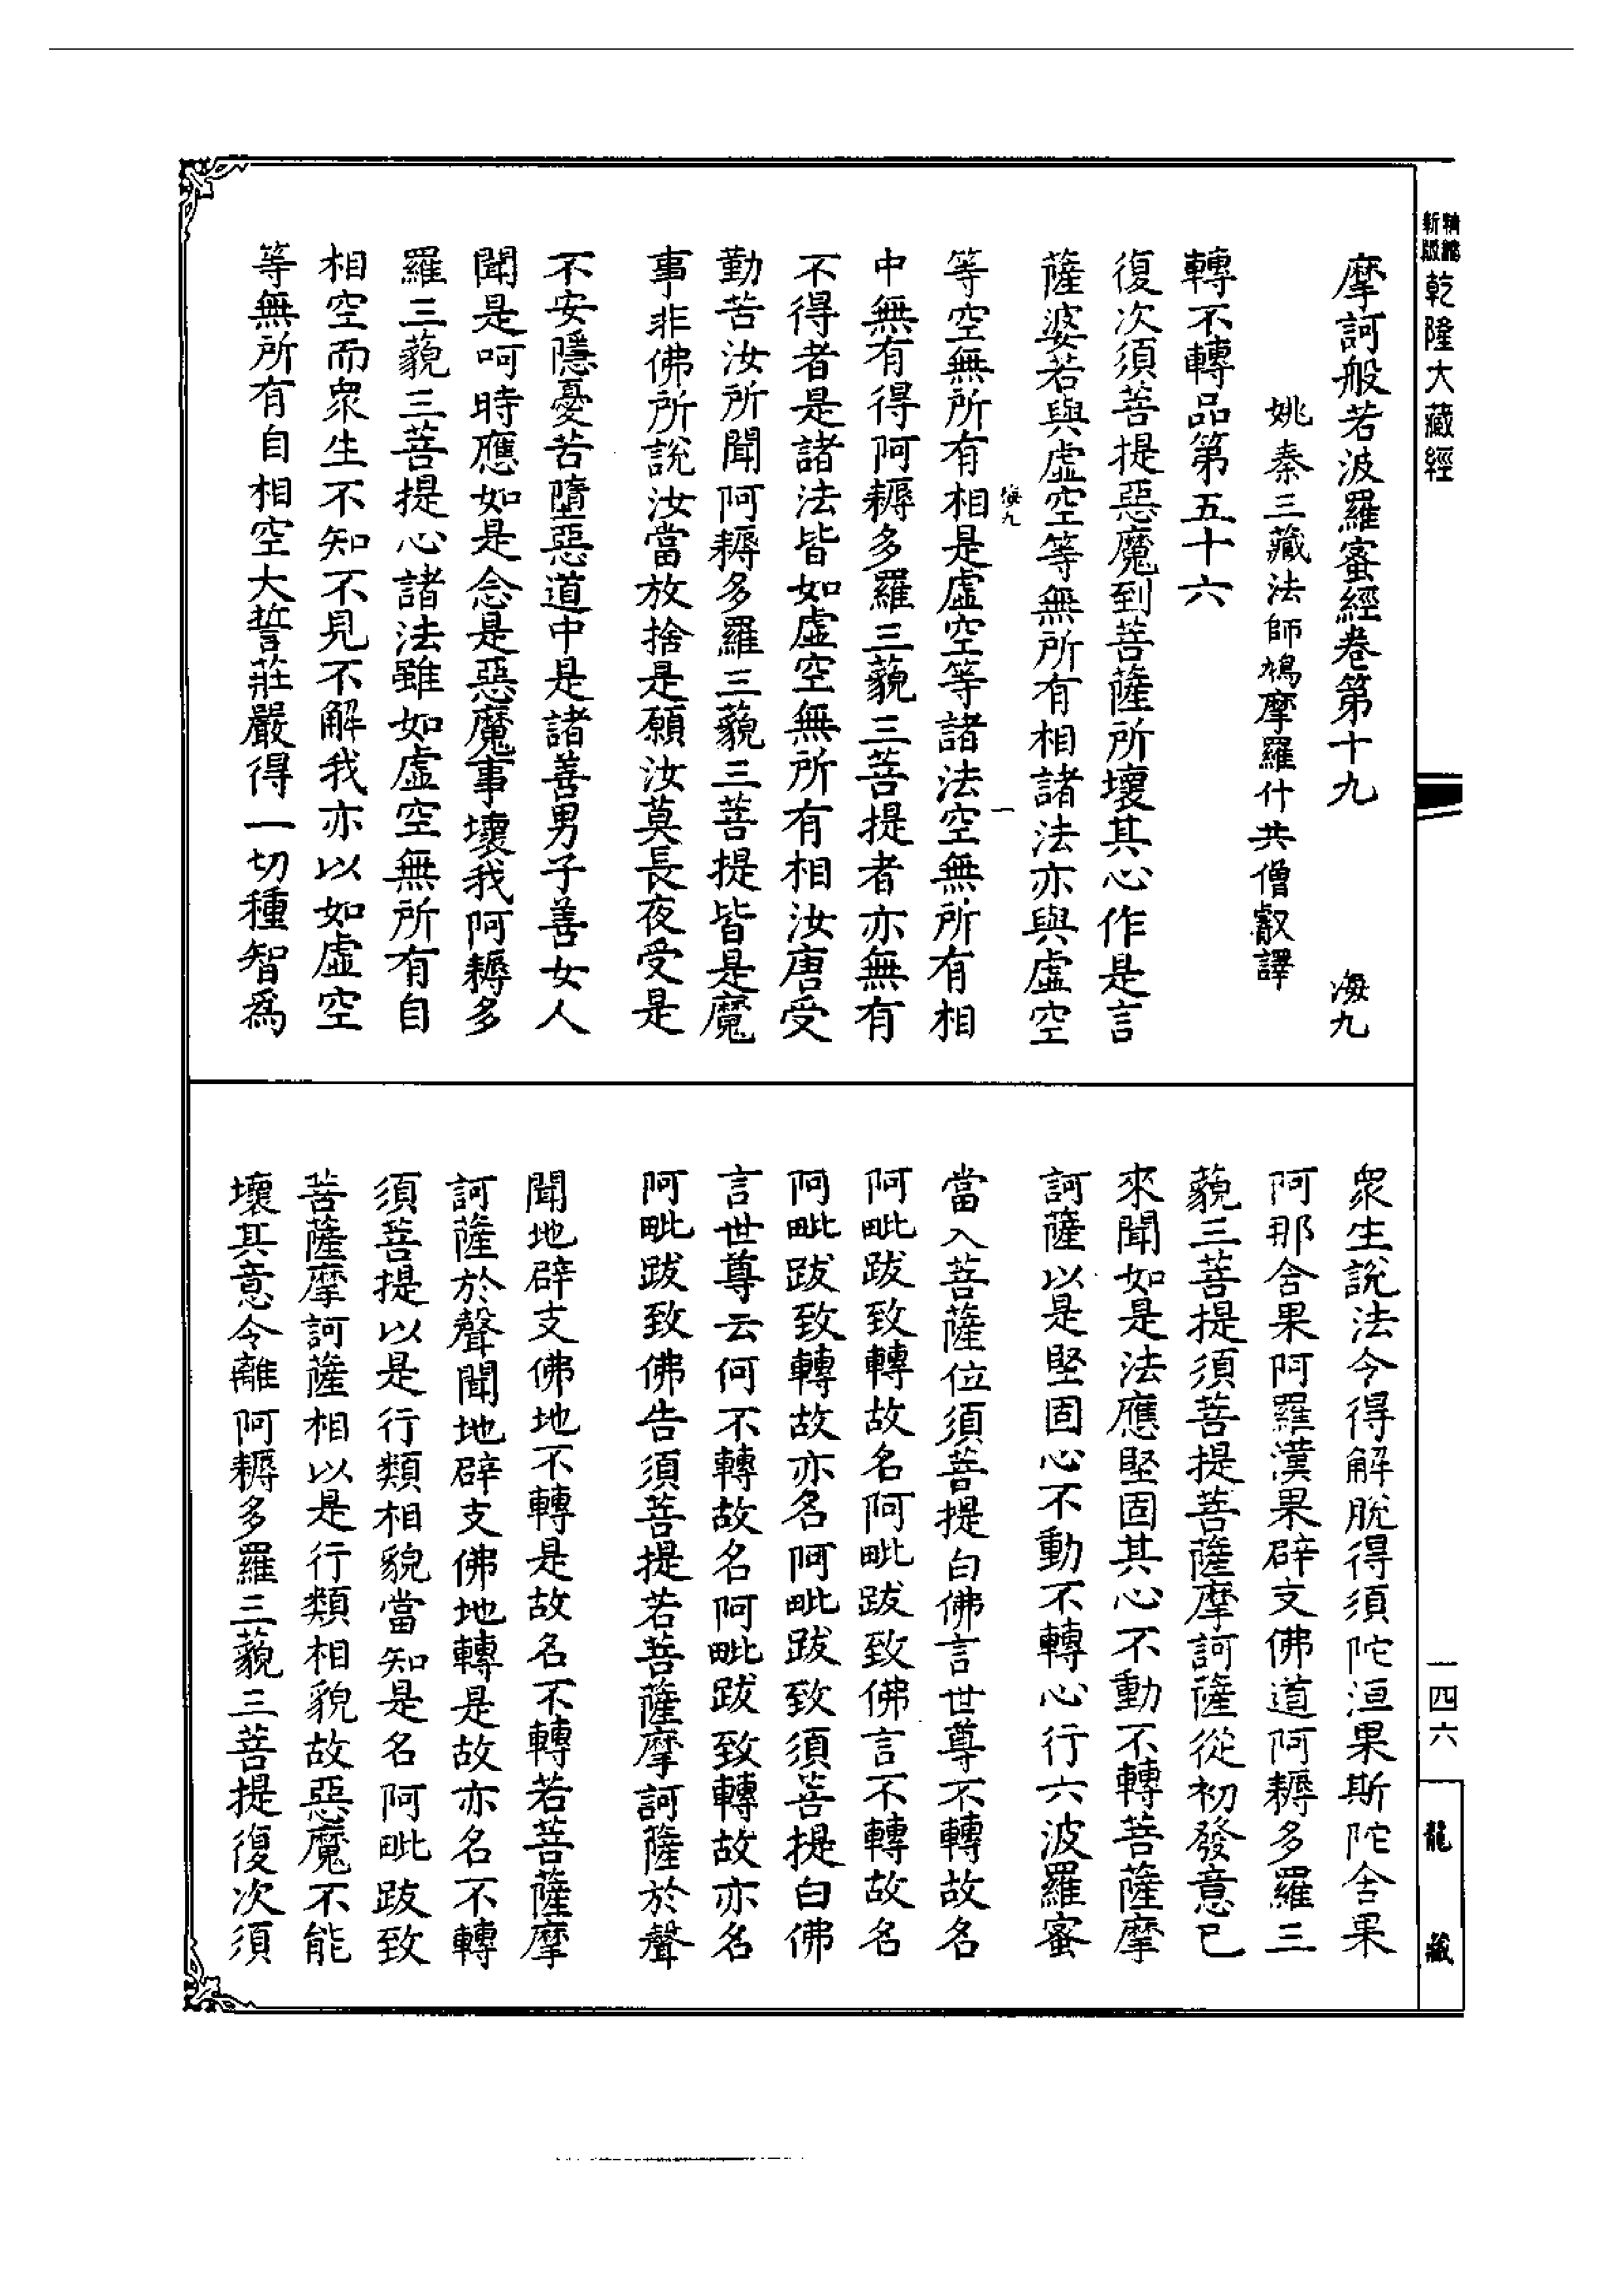 精編
新版
乾隆大藏經
摩訶般若波羅蜜經卷第十九 海九
姚秦三藏法師鳩摩羅什共僧叡譯
轉不轉品第五十六
復次須菩提惡魔到菩薩所壞其心作是言
薩婆若與虛空等無所有相諸法亦與虛空
海九 一
等空無所有相是虛空等諸法空無所有相
中無有得阿耨多羅三藐三菩提者亦無有
不得者是諸法皆如虛空無所有相汝唐受
勤苦汝所聞阿耨多羅三藐三菩提皆是魔
事非佛所說汝當放捨是願汝莫長夜受是
不安隱憂苦墮惡道中是諸善男子善女人
聞是呵時應如是念是惡魔事壞我阿耨多
羅三藐三菩提心諸法雖如虛空無所有自
相空而衆生不知不見不解我亦以如虛空
等無所有自相空大誓莊嚴得一切種智爲
衆生說法令得解脫得須陀洹果斯陀含果
阿那含果阿羅漢果辟支佛道阿耨多羅三
藐三菩提須菩提菩薩摩訶薩從初發意已
來聞如是法應堅固其心不動不轉菩薩摩
訶薩以是堅固心不動不轉心行六波羅蜜
當入菩薩位須菩提白佛言世尊不轉故名
阿毗跋致轉故名阿毗跋致佛言不轉故名
阿毗跋致轉故亦名阿毗跋致須菩提白佛
言世尊云何不轉故名阿毗跋致轉故亦名
阿毗跋致佛告須菩提若菩薩摩訶薩於聲
聞地辟支佛地不轉是故名不轉若菩薩摩
訶薩於聲聞地辟支佛地轉是故亦名不轉
須菩提以是行類相貌當知是名阿毗跋致
菩薩摩訶薩相以是行類相貌故惡魔不能
壞其意令離阿耨多羅三藐三菩提復次須
一四六
龍藏